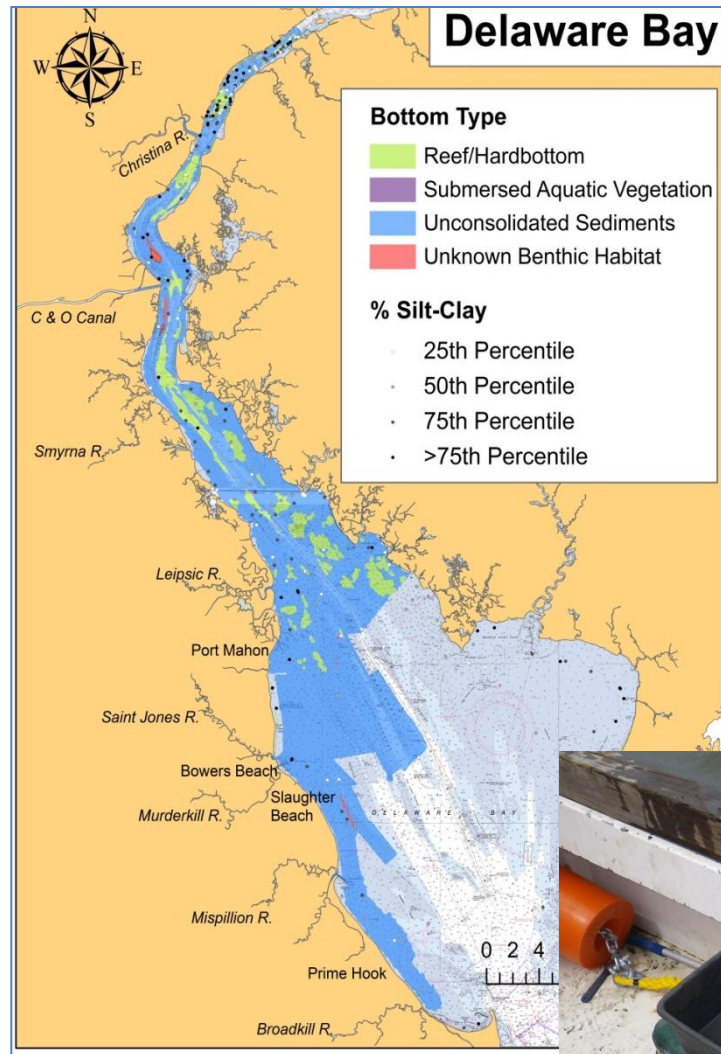 Delaware Bay
N
W
E
S
Bottom Type
Reef/Hardbottom
Submersed Aquatic Vegetation
Unconsolidated Sediments
Unknown Benthic Habitat
% Silt-Clay
25th Percentile
50th Percentile
75th Percentile
>75th Percentile
Christina R.
C & O Canal
Smyrna R.
Leipsic R.
Port Mahon
Saint Jones R.
Bowers Beach
Slaughter
Beach
Murderkill R.
DELAWARE BAY
Mispillion R.
Prime Hook
0 2 4
Broadkill R.